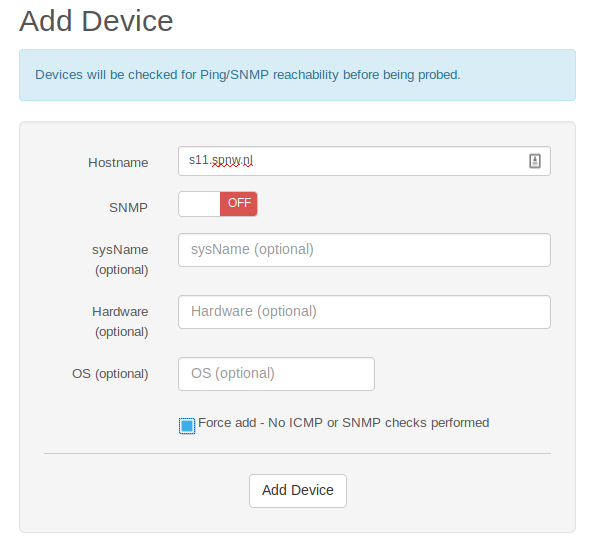 Add Device
Devices will be checked for Ping/SNMP reachability before being probed.
Hostname
s11.spnw.nl
SNMP
OFF
sysName
(optional)
sysName (optional)
Hardware
(optional)
Hardware (optional)
OS (optional)
OS (optional)
Force add - No ICMP or SNMP checks performed
Add Device